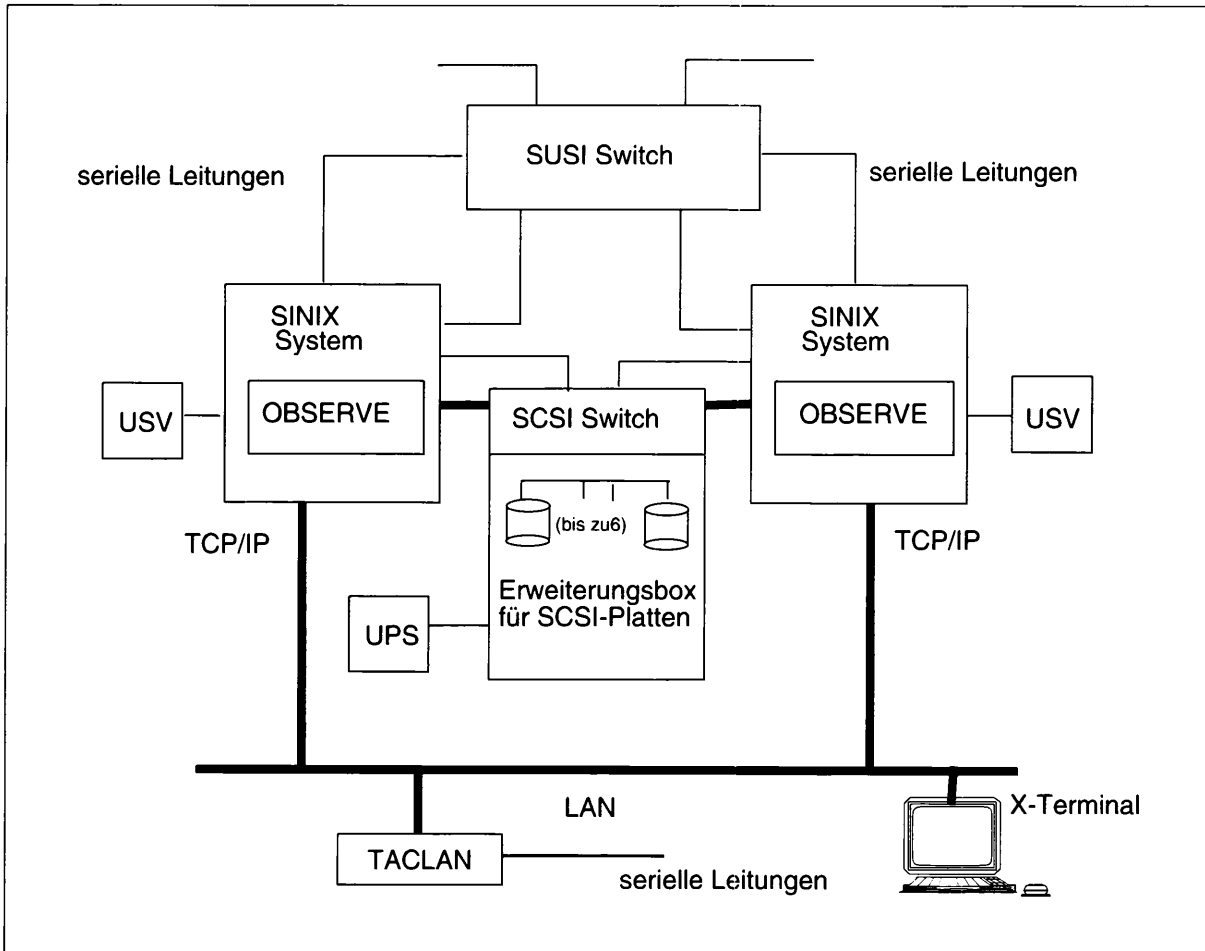 SUSI Switch
serielle Leitungen
serielle Leitungen
SINIX
System
OBSERVE
USV
SINIX
System
OBSERVE
USV
SCSI Switch
(bis zu6)
Erweiterungsbox
für SCSI-Platten
UPS
TCP/IP
TCP/IP
LAN
X-Terminal
TACLAN
serielle Leitungen